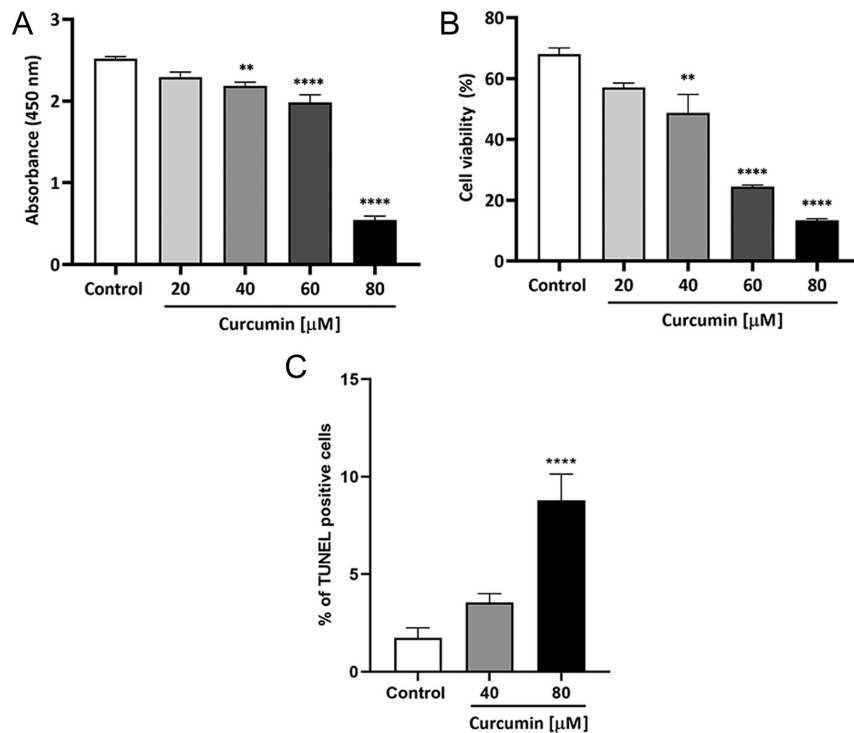 A
Absorbance (450 nm)
3
2
1
0
**
****
****
Control 20 40 60 80
Curcumin [μM]
B
Cell viability (%)
80
60
40
20
0
**
****
****
Control 20 40 60 80
Curcumin [μM]
C
% of TUNEL positive cells
15
10
5
0
****
Control 40 80
Curcumin [μM]